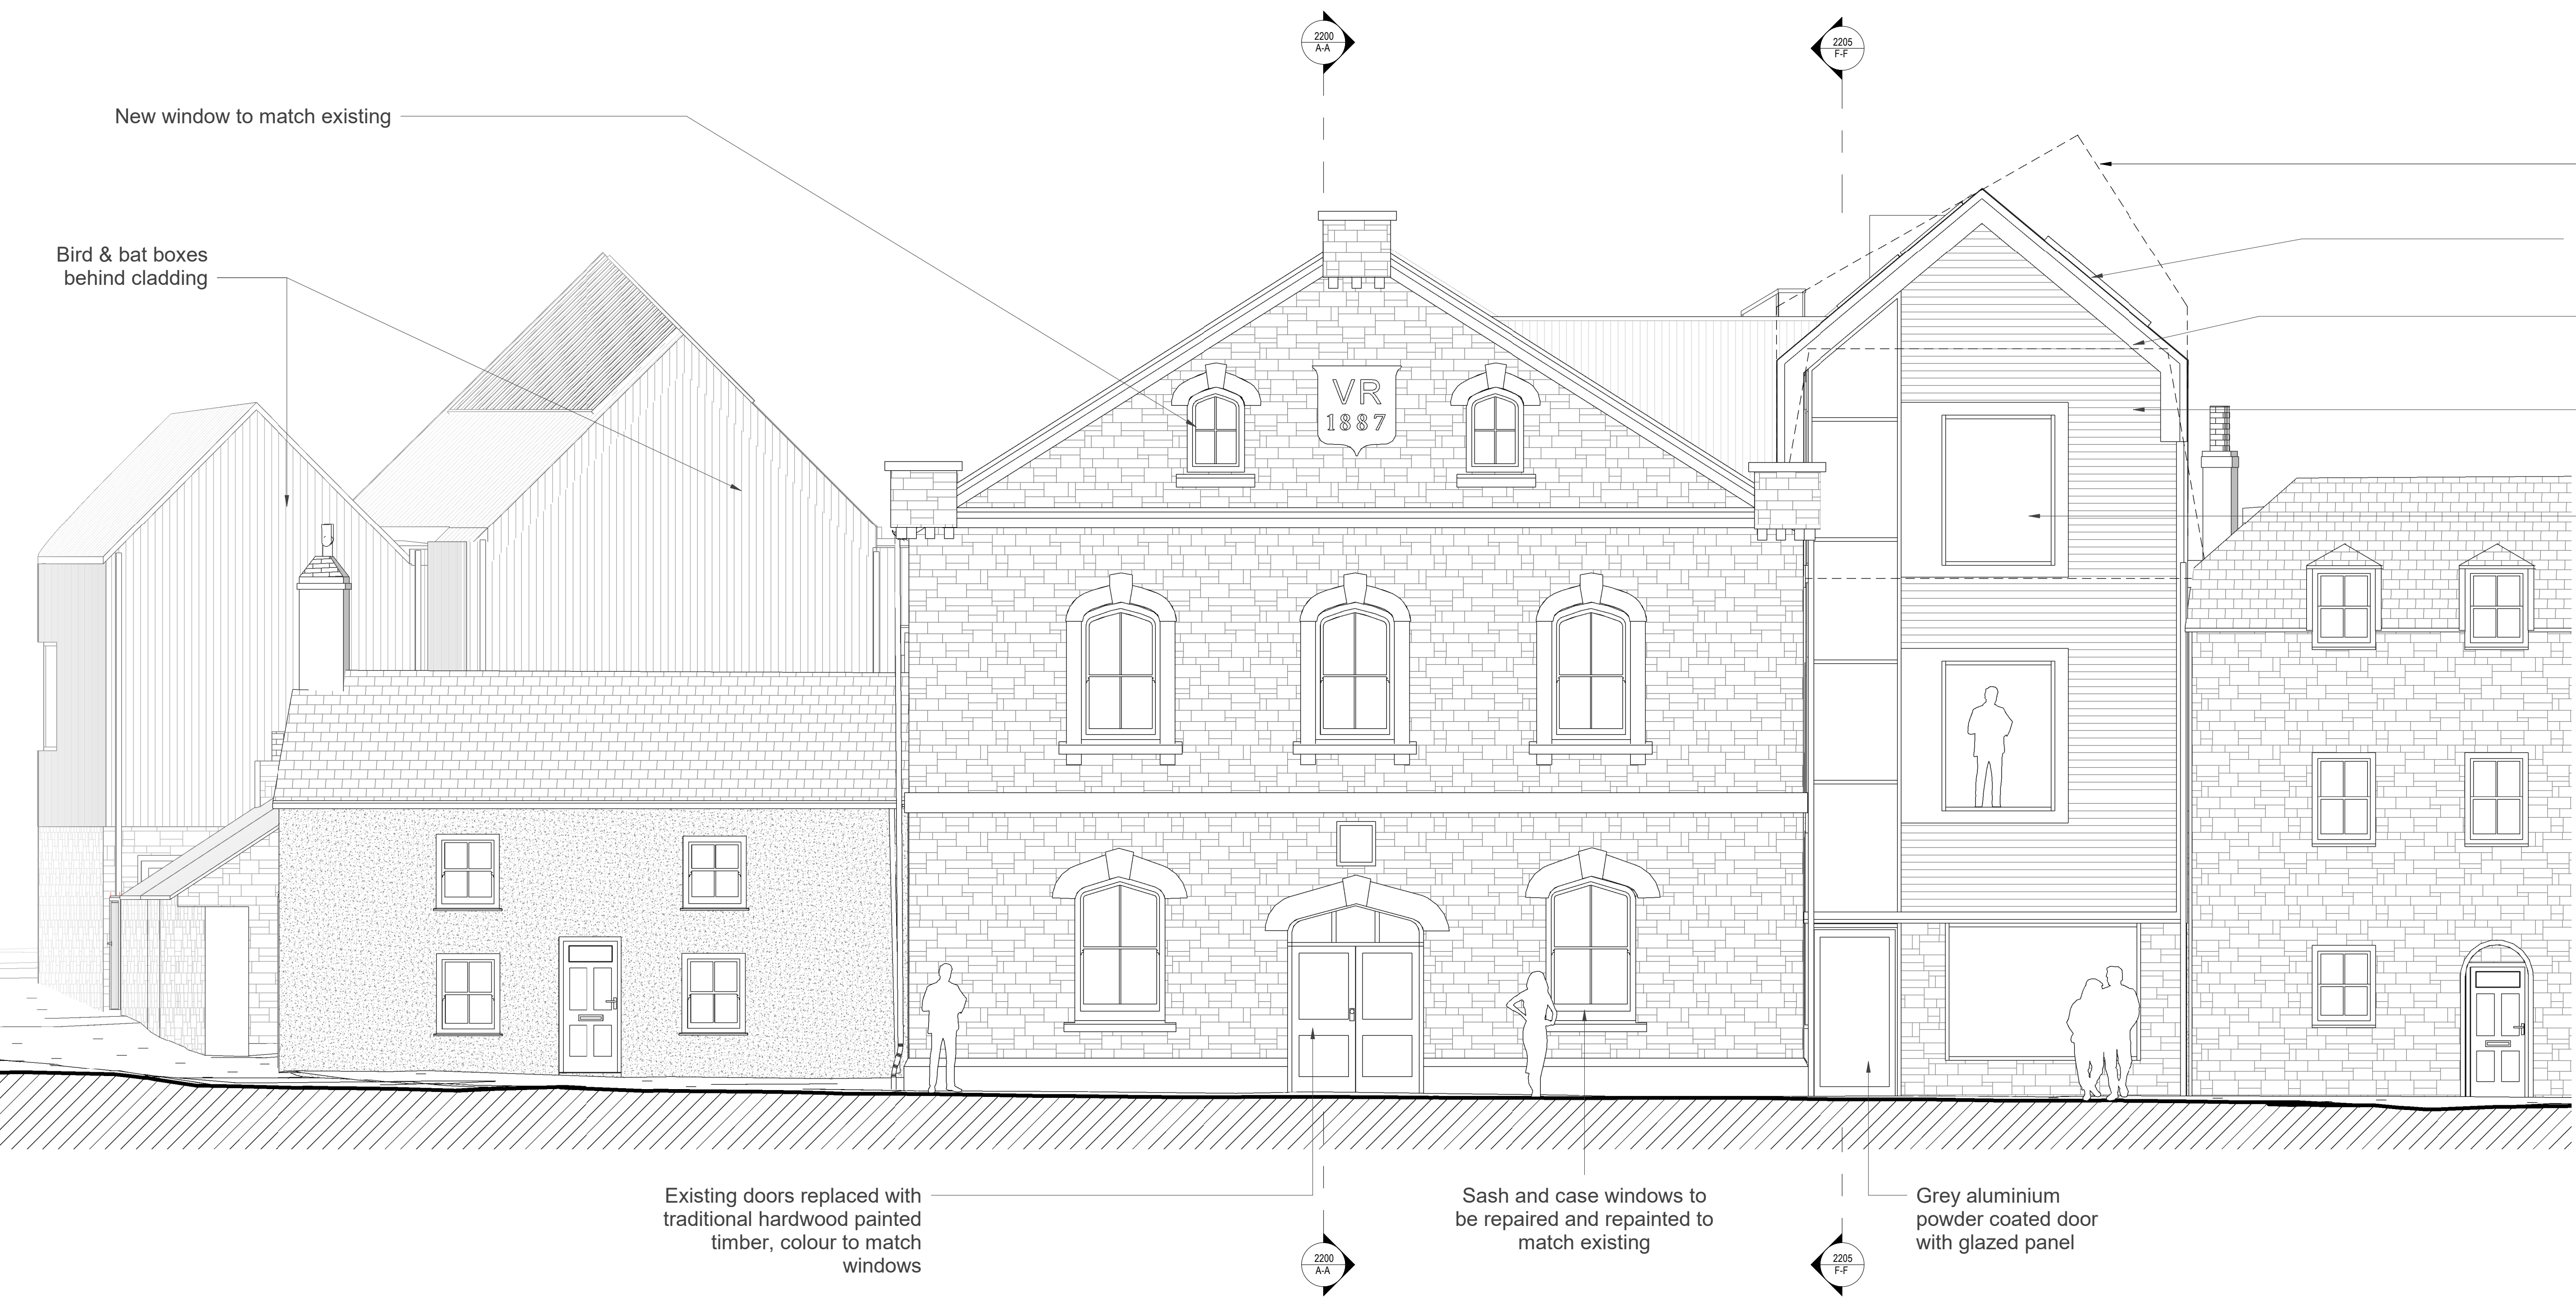 2200
A-A
2205
F-F
New window to match existing
Bird & bat boxes
behind cladding
VR
1887
Existing doors replaced with
traditional hardwood painted
timber, colour to match
windows
Sash and case windows to
be repaired and repainted to
match existing
Grey aluminium
powder coated door
with glazed panel
2200
A-A
2205
F-F